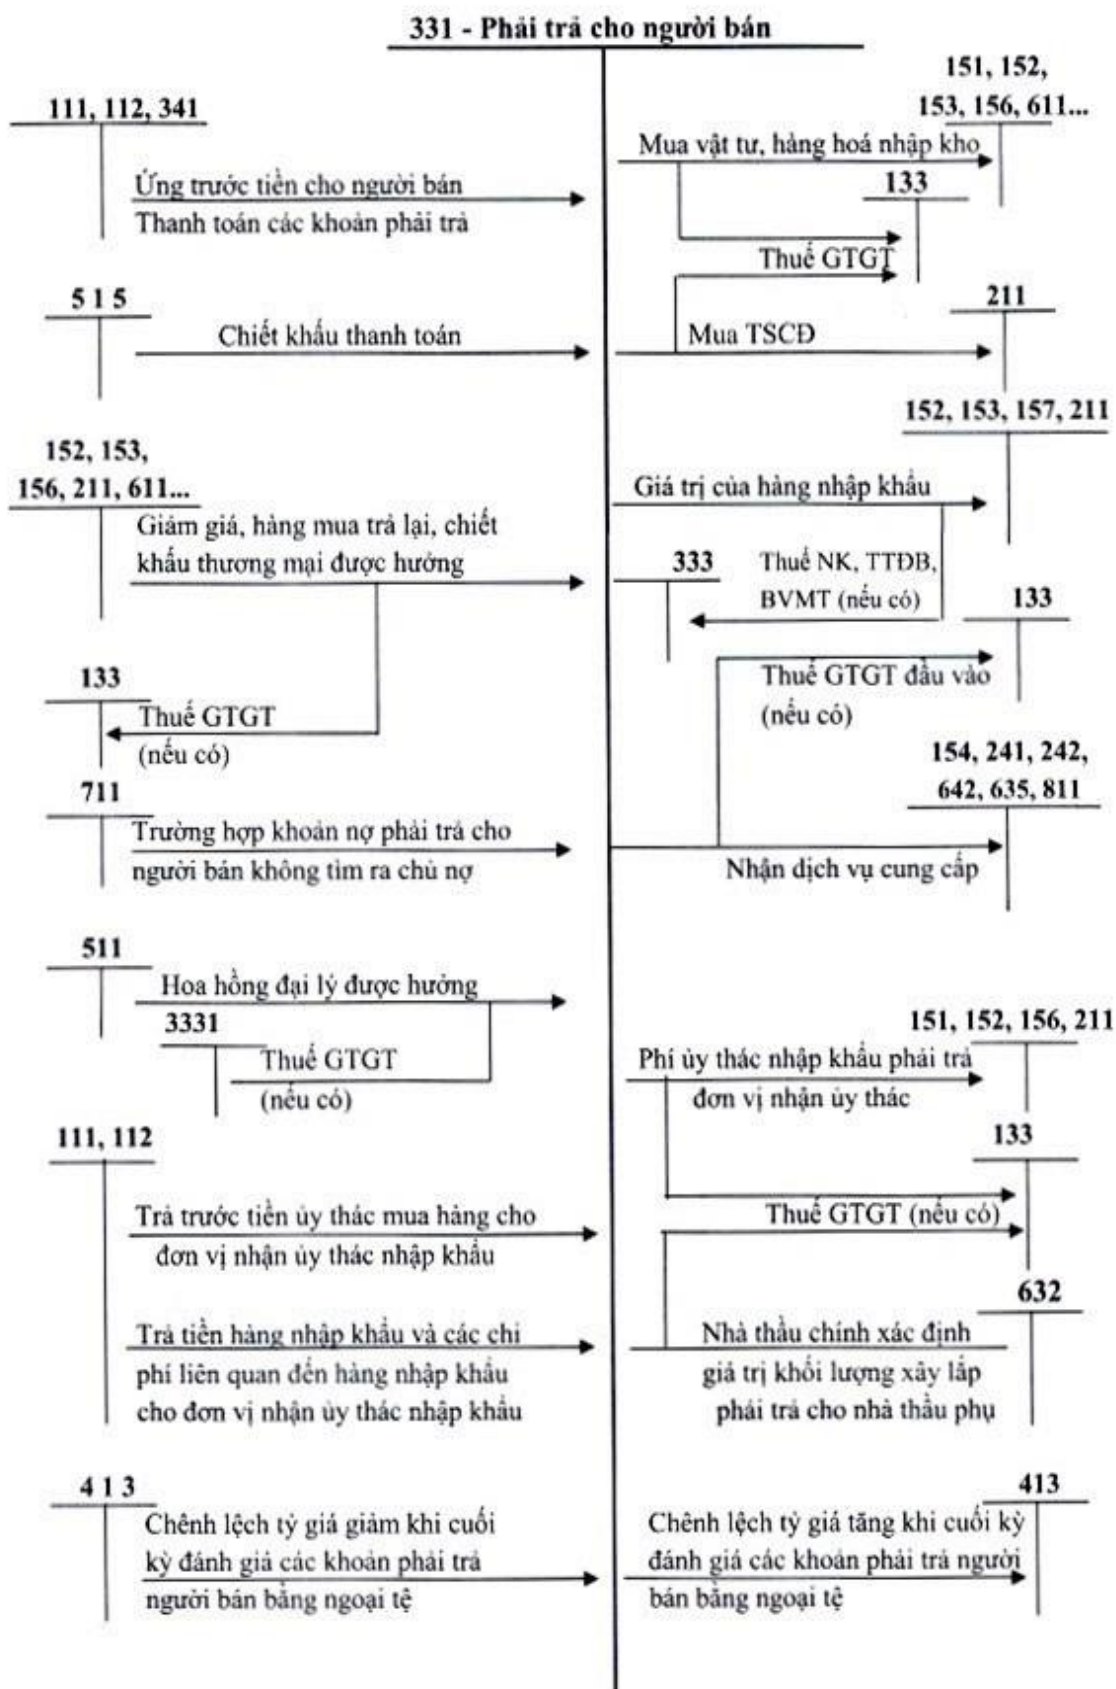 331 - Phải trả cho người bán
111, 112, 341
Ứng trước tiền cho người bán
Thanh toán các khoản phải trả
5 1 5
Chiết khấu thanh toán
152, 153,
156, 211, 611...
Giảm giá, hàng mua trả lại, chiết
khấu thương mại được hưởng
133
Thuế GTGT
(nếu có)
711
Trường hợp khoản nợ phải trả cho
người bán không tìm ra chủ nợ
511
Hoa hồng đại lý được hưởng
3331
Thuế GTGT
(nếu có)
111, 112
Trả trước tiền ủy thác mua hàng cho
đơn vị nhận ủy thác nhập khẩu
Trả tiền hàng nhập khẩu và các chi
phí liên quan đến hàng nhập khẩu
cho đơn vị nhận ủy thác nhập khẩu
4 1 3
Chênh lệch tỷ giá giảm khi cuối
kỳ đánh giá các khoản phải trả
người bán bằng ngoại tệ
151, 152,
153, 156, 611...
Mua vật tư, hàng hoá nhập kho
133
Thuế GTGT
211
Mua TSCĐ
152, 153, 157, 211
Giá trị của hàng nhập khẩu
333
Thuế NK, TTĐB,
BVMT (nếu có)
133
Thuế GTGT đầu vào
(nếu có)
154, 241, 242,
642, 635, 811
Nhận dịch vụ cung cấp
151, 152, 156, 211
Phí ủy thác nhập khẩu phải trả
đơn vị nhận ủy thác
133
Thuế GTGT (nếu có)
632
Nhà thầu chính xác định
giá trị khối lượng xây lắp
phải trả cho nhà thầu phụ
413
Chênh lệch tỷ giá tăng khi cuối kỳ
đánh giá các khoản phải trả người
bán bằng ngoại tệ